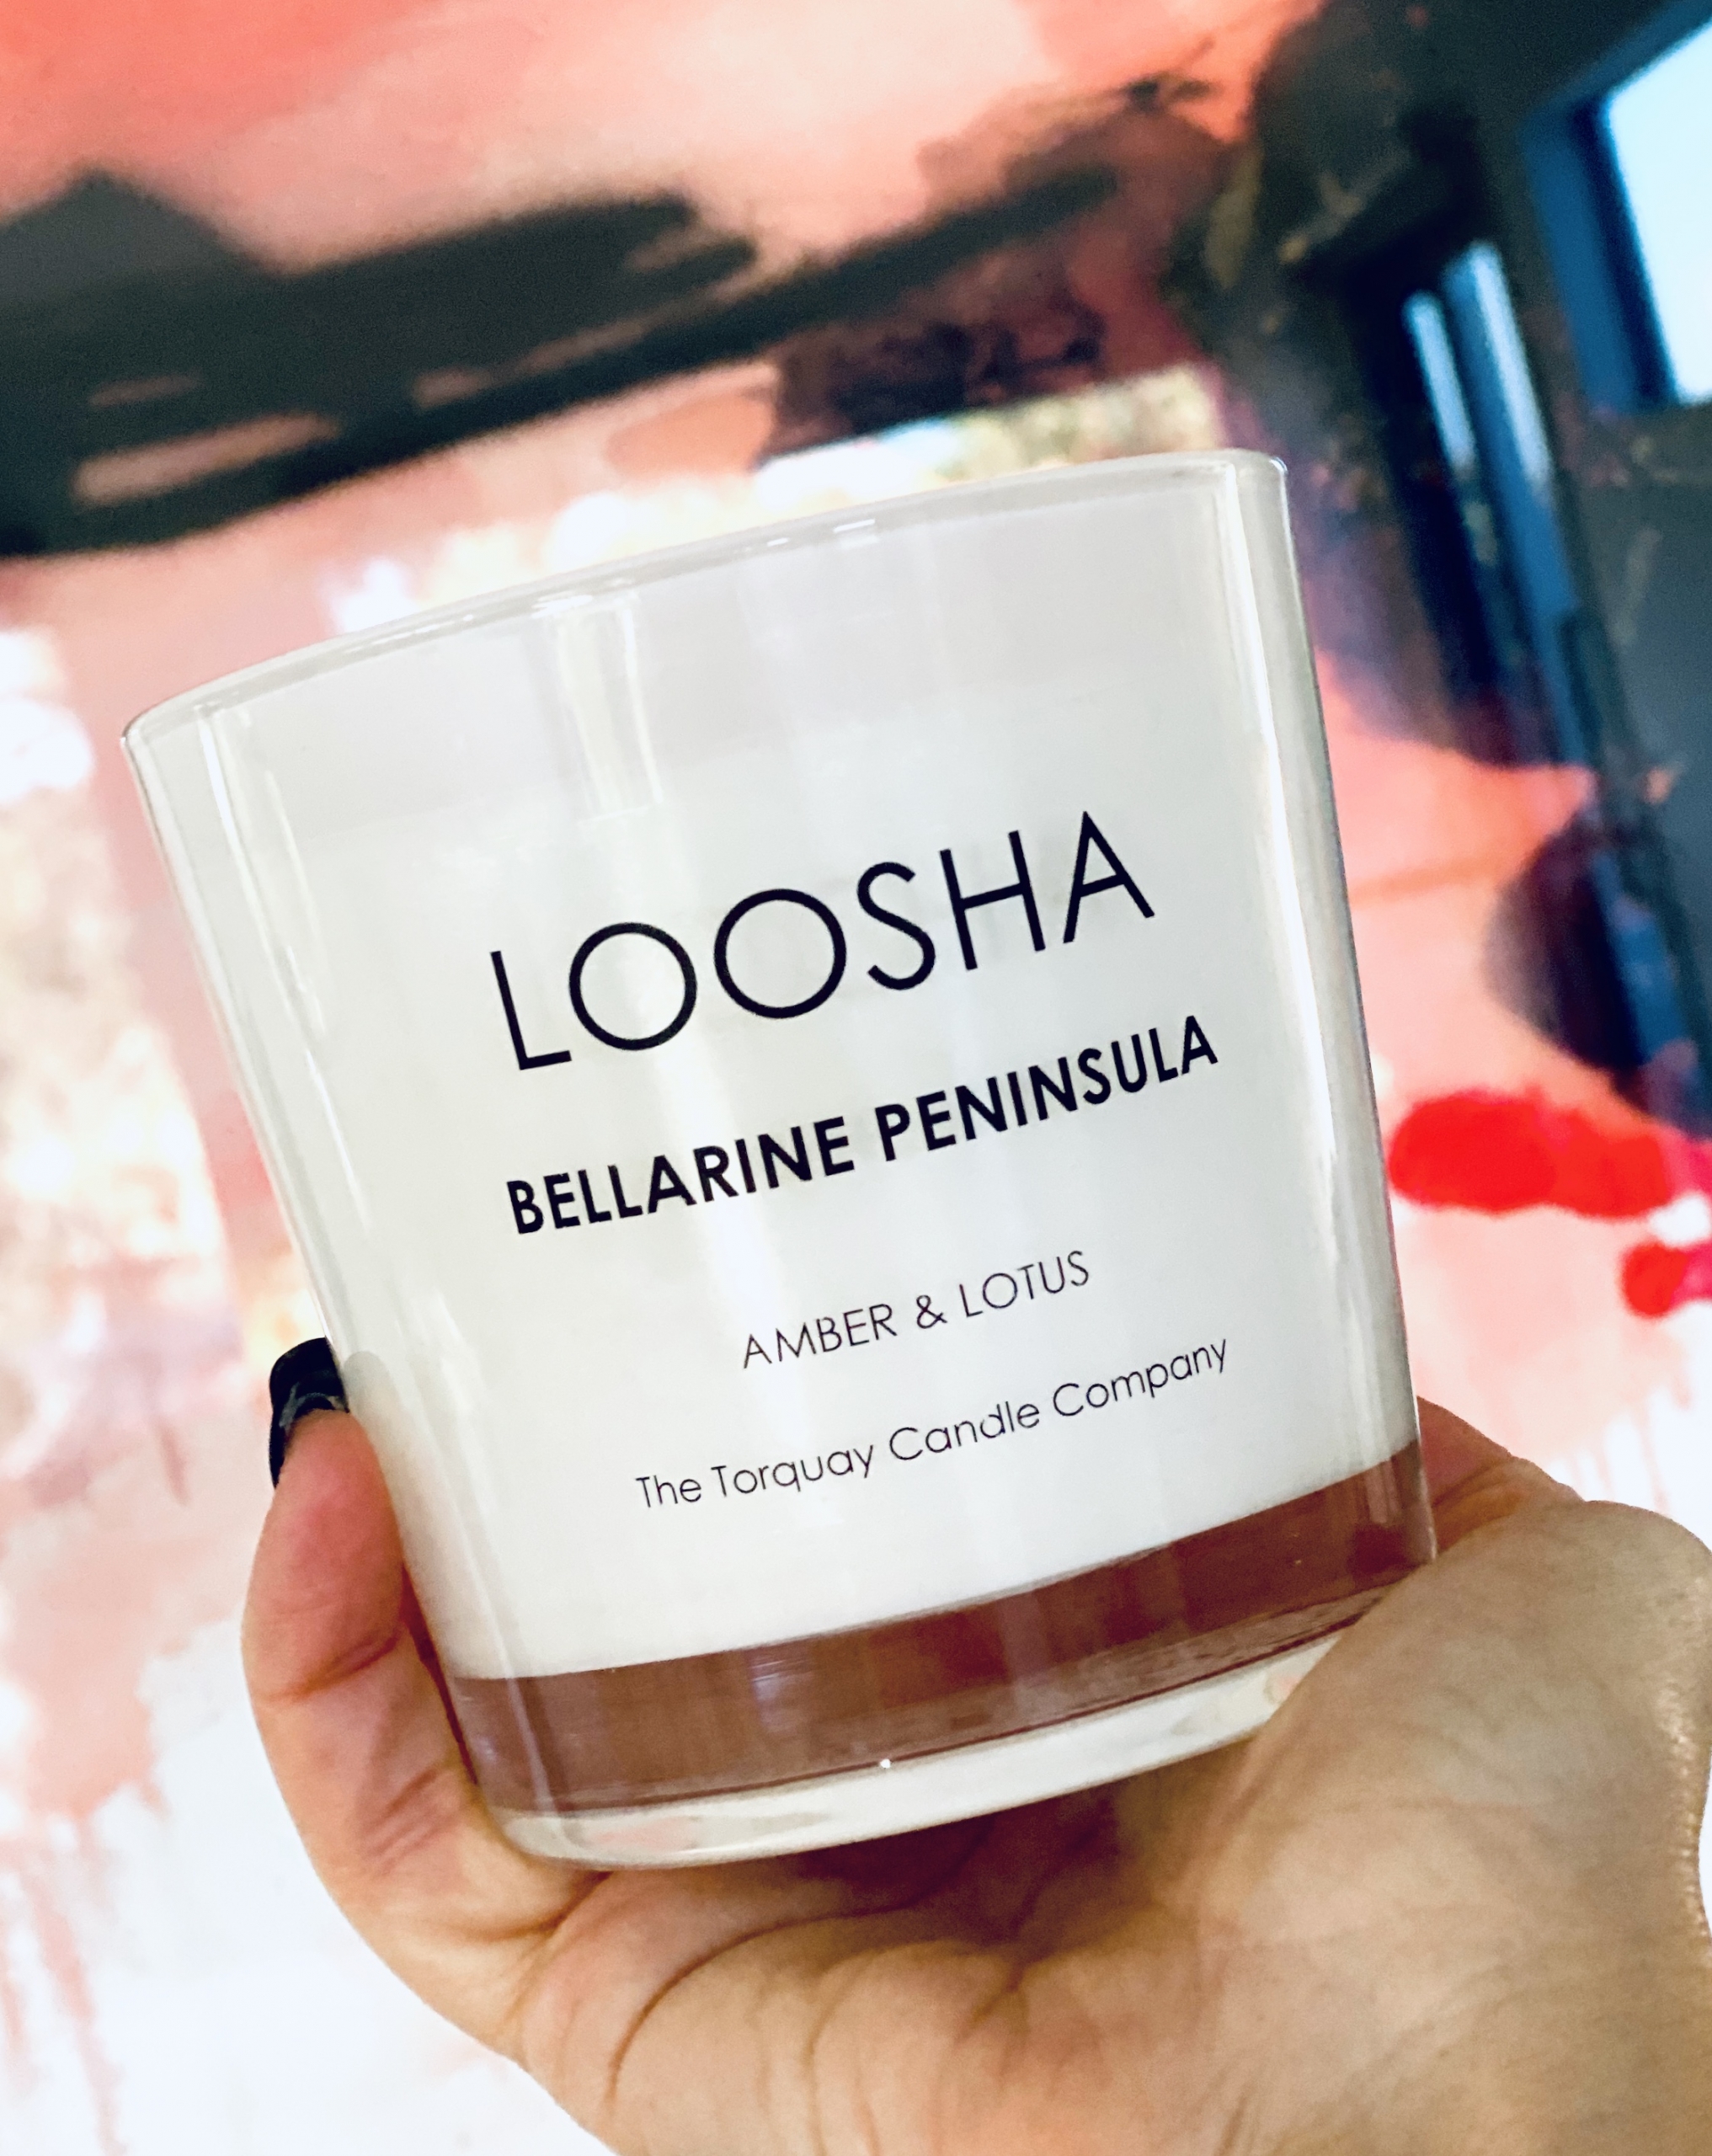 LOOSHA
BELLARINE PENINSULA
AMBER & LOTUS
The Torquay Candle Company